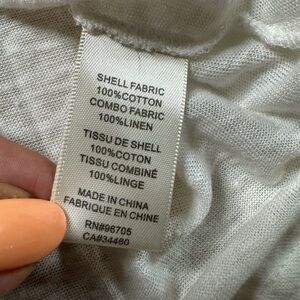 SHELL FABRIC
100%COTTON
COMBO FABRIC
100%LINEN
TISSU DE SHELL
100%COTON
TISSU COMBINÉ
100%LINGE
MADE IN CHINA
FABRIQUE EN CHINE
RN#96705
CA#34460